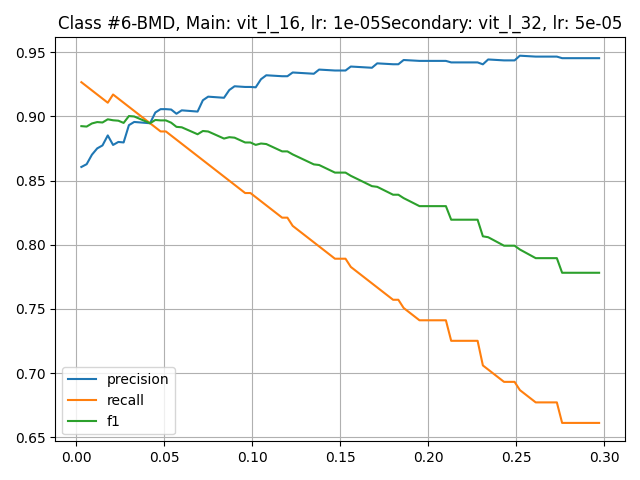 Class #6-BMD, Main: vit_l_16, lr: 1e-05Secondary: vit_l_32, lr: 5e-05
0.95
0.90
0.85
0.80
0.75
0.70
0.65
precision
recall
f1
0.00 0.05 0.10 0.15 0.20 0.25 0.30